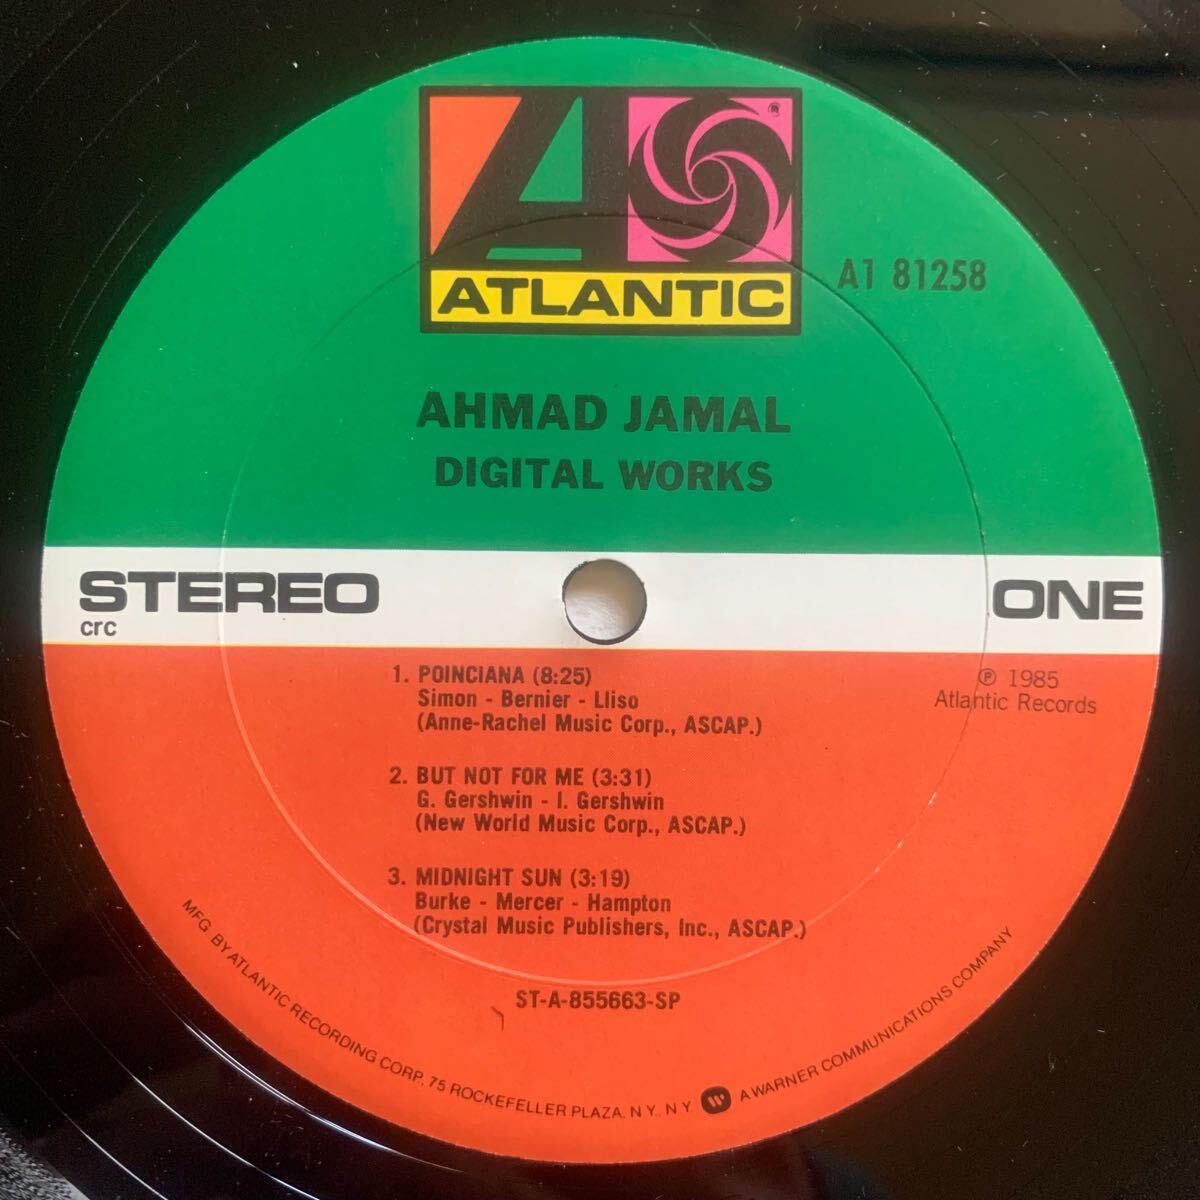 ®
ATLANTIC
A1 81258
AHMAD JAMAL
DIGITAL WORKS
STEREO
crc
ONE
℗ 1985
Atlantic Records
1. POINCIANA (8:25)
Simon - Bernier - Lliso
(Anne-Rachel Music Corp., ASCAP.)
2. BUT NOT FOR ME (3:31)
G. Gershwin - I. Gershwin
(New World Music Corp., ASCAP.)
3. MIDNIGHT SUN (3:19)
Burke - Mercer - Hampton
(Crystal Music Publishers, Inc., ASCAP.)
ST-A-855663-SP
MFG. BY ATLANTIC RECORDING CORP., 75 ROCKEFELLER PLAZA, N.Y., N.Y. A WARNER COMMUNICATIONS COMPANY